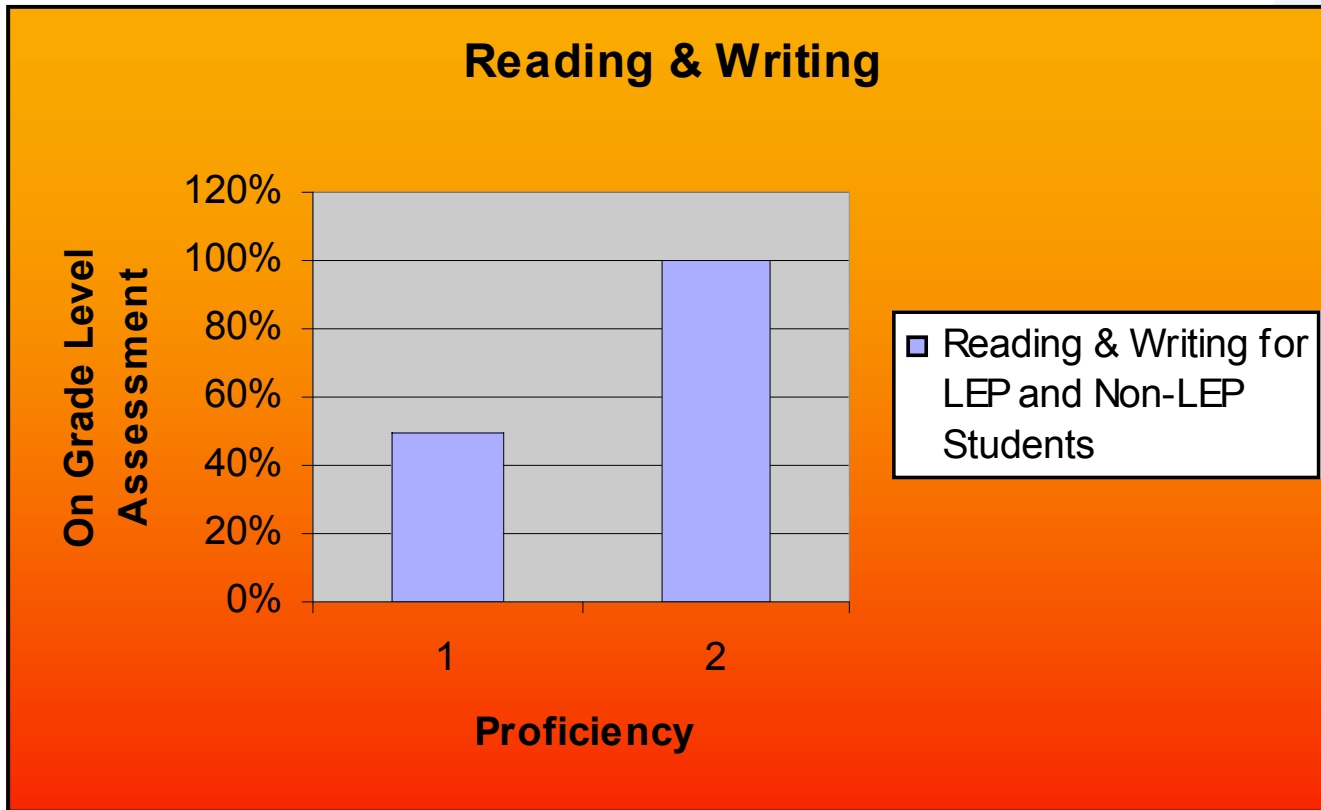 Reading & Writing
120%
100%
80%
60%
40%
20%
0%
On Grade Level
Assessment
1
2
Proficiency
Reading & Writing for
LEP and Non-LEP
Students